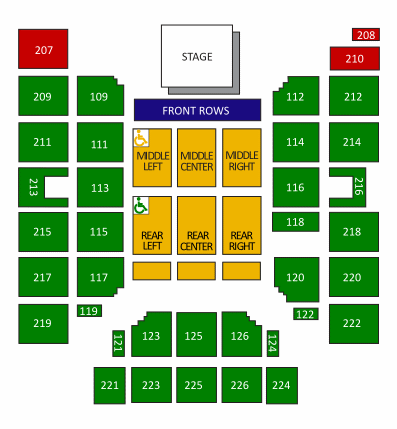 207
STAGE
208
210
209
109
FRONT ROWS
112
212
211
111
MIDDLE
LEFT
MIDDLE
CENTER
MIDDLE
RIGHT
114
214
213
113
116
216
215
115
REAR
LEFT
REAR
CENTER
REAR
RIGHT
118
218
217
117
120
220
219
119
122
222
121
123
125
126
124
221
223
225
226
224